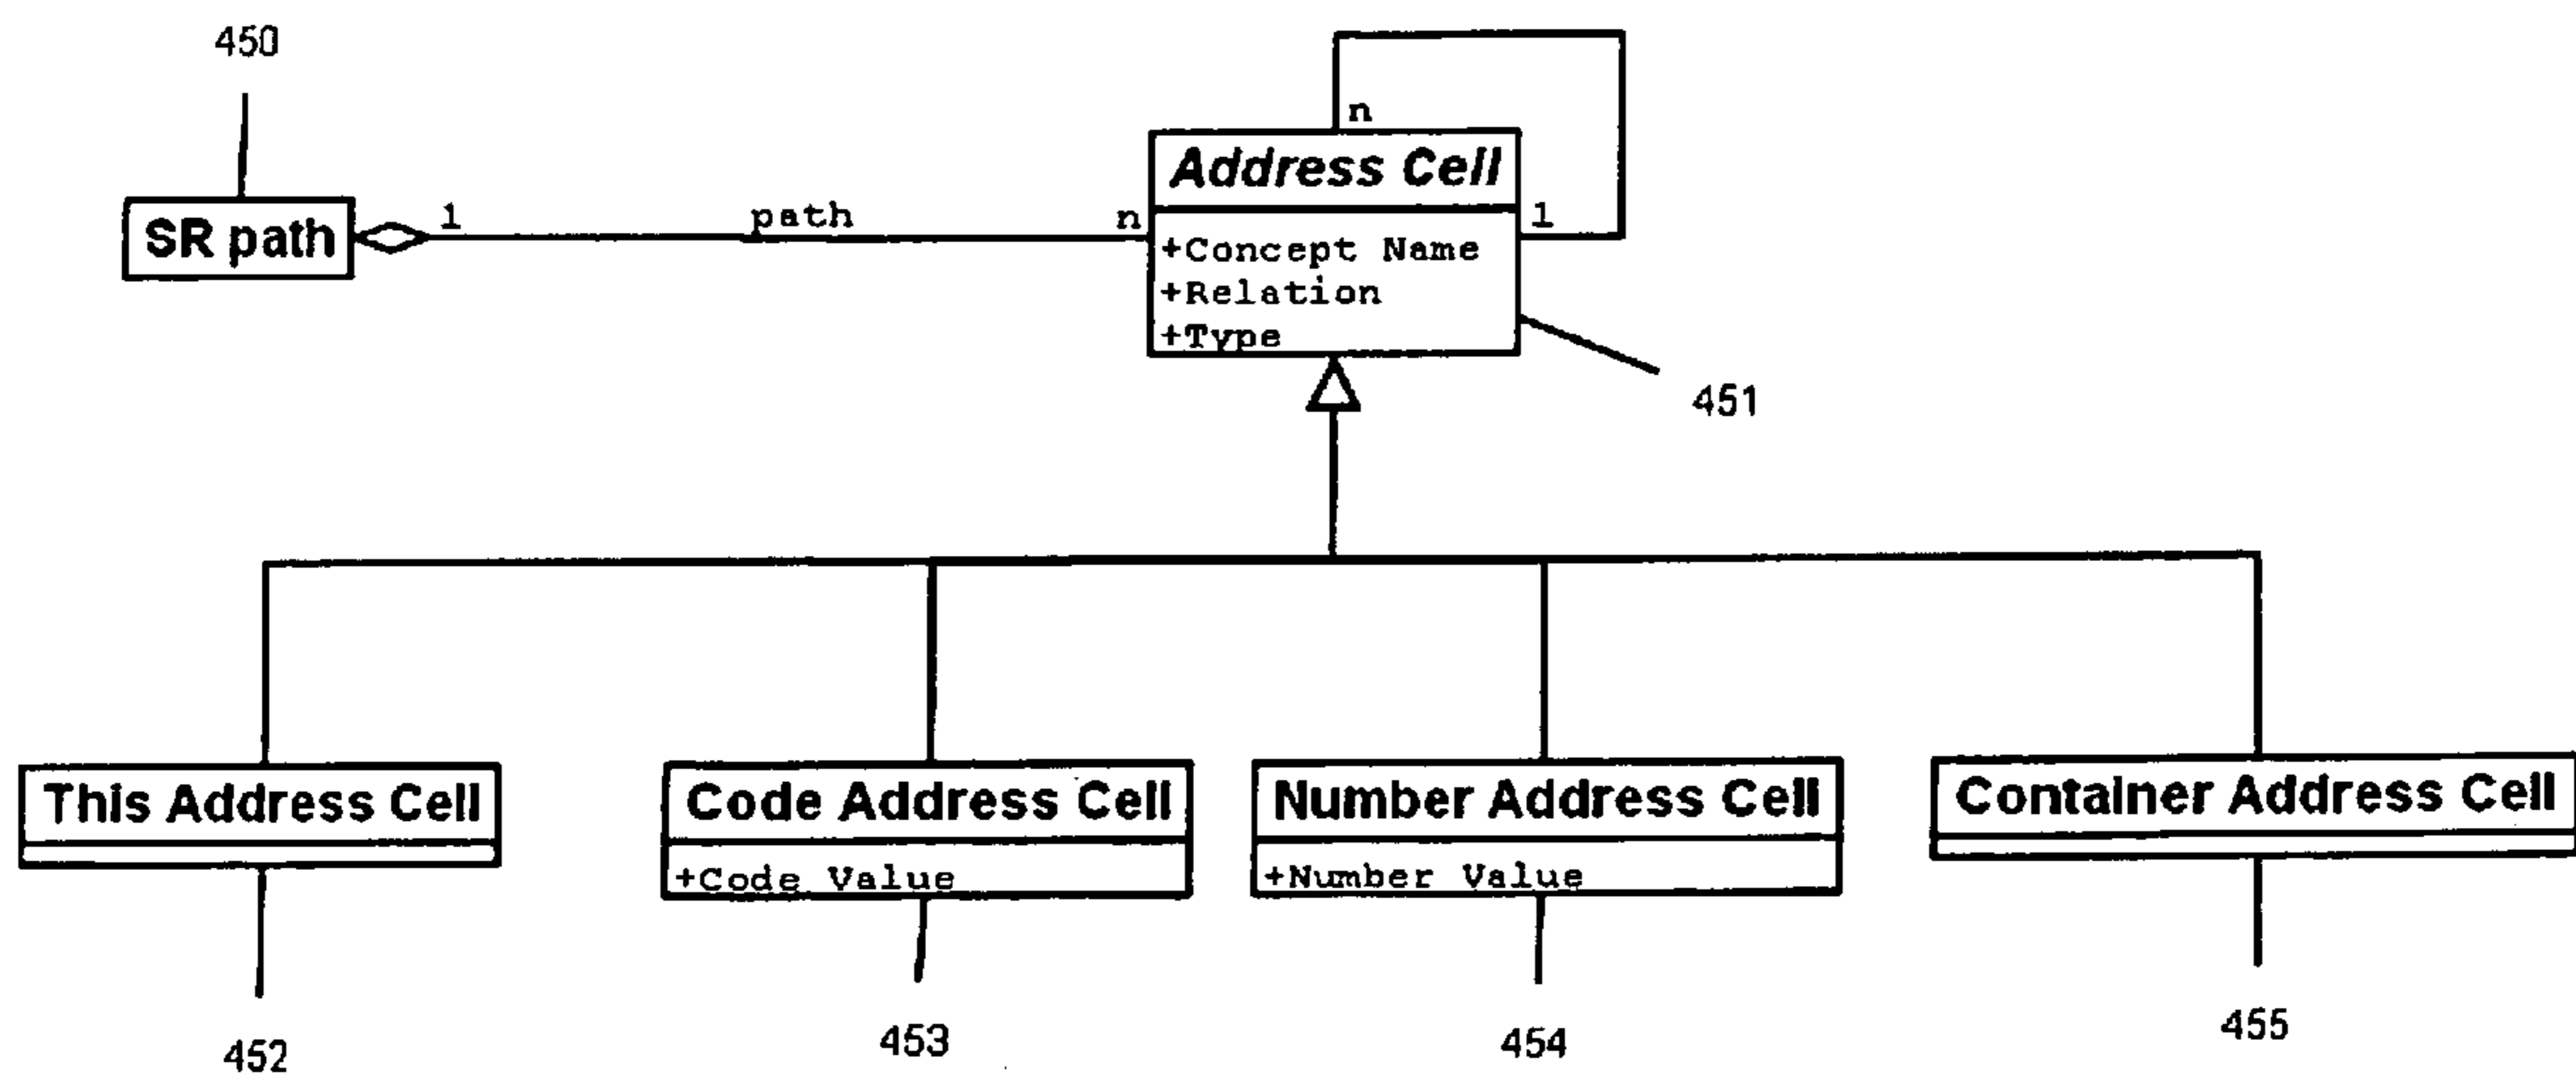 450
n
Address Cell
SR path
1
path
n
1
+Concept Name
+Relation
+Type
451
This Address Cell
Code Address Cell
+Code Value
Number Address Cell
+Number Value
Container Address Cell
452
453
454
455